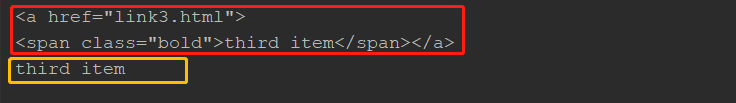 <a href="link3.html">
<span class="bold">third item</span></a>
third item